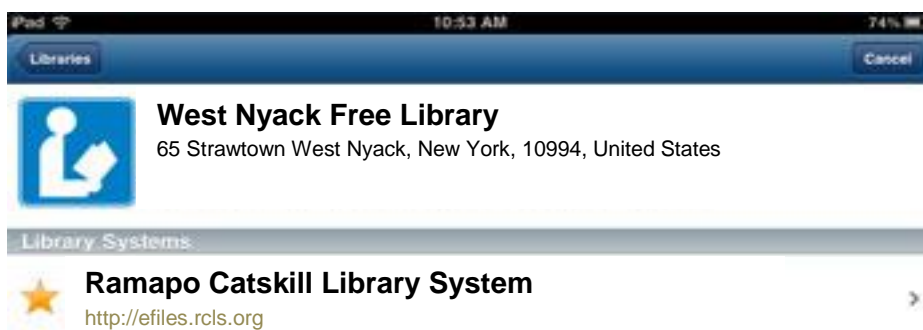 iPad 10:53 AM 74%
Libraries Cancel
West Nyack Free Library
65 Strawtown West Nyack, New York, 10994, United States
Library Systems
Ramapo Catskill Library System
http://efiles.rcls.org